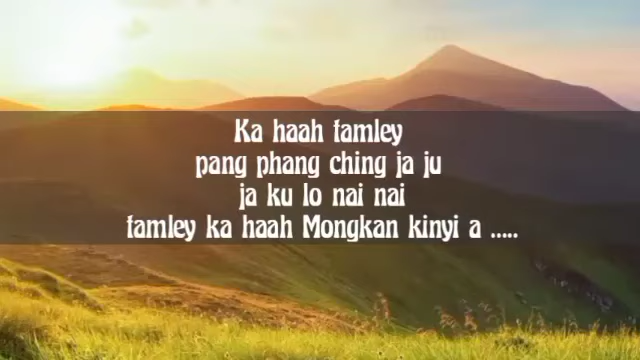 Ka haah tamley
pang phang ching ja ju
ja ku lo nai nai
tamley ka haah Mongkan kinyi a .....